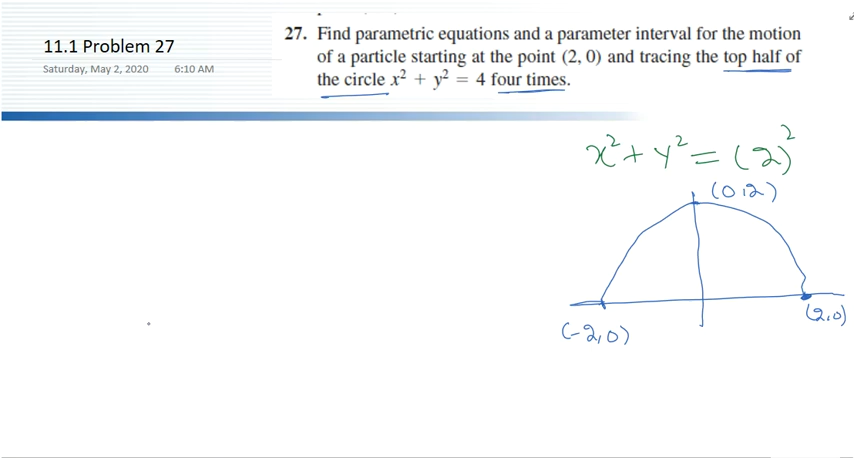 11.1 Problem 27
Saturday, May 2, 2020 6:10 AM
27. Find parametric equations and a parameter interval for the motion
of a particle starting at the point (2, 0) and tracing the top half of
the circle x² + y² = 4 four times.
x² + y² = (2)²
(0,2)
(2,0)
(-2,0)